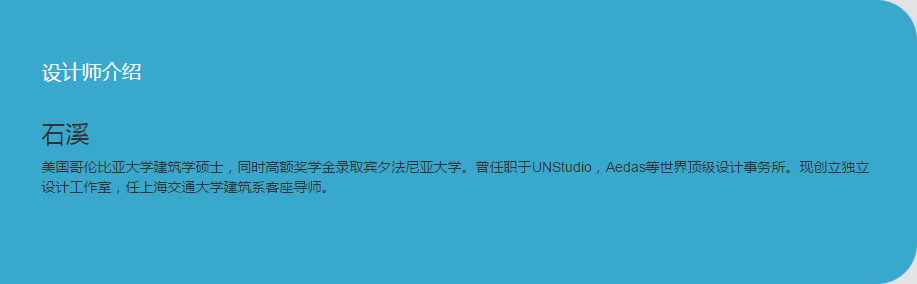 设计师介绍
石溪
美国哥伦比亚大学建筑学硕士，同时高额奖学金录取宾夕法尼亚大学。曾任职于UNStudio，Aedas等世界顶级设计事务所。现创立独立
设计工作室，任上海交通大学建筑系客座导师。